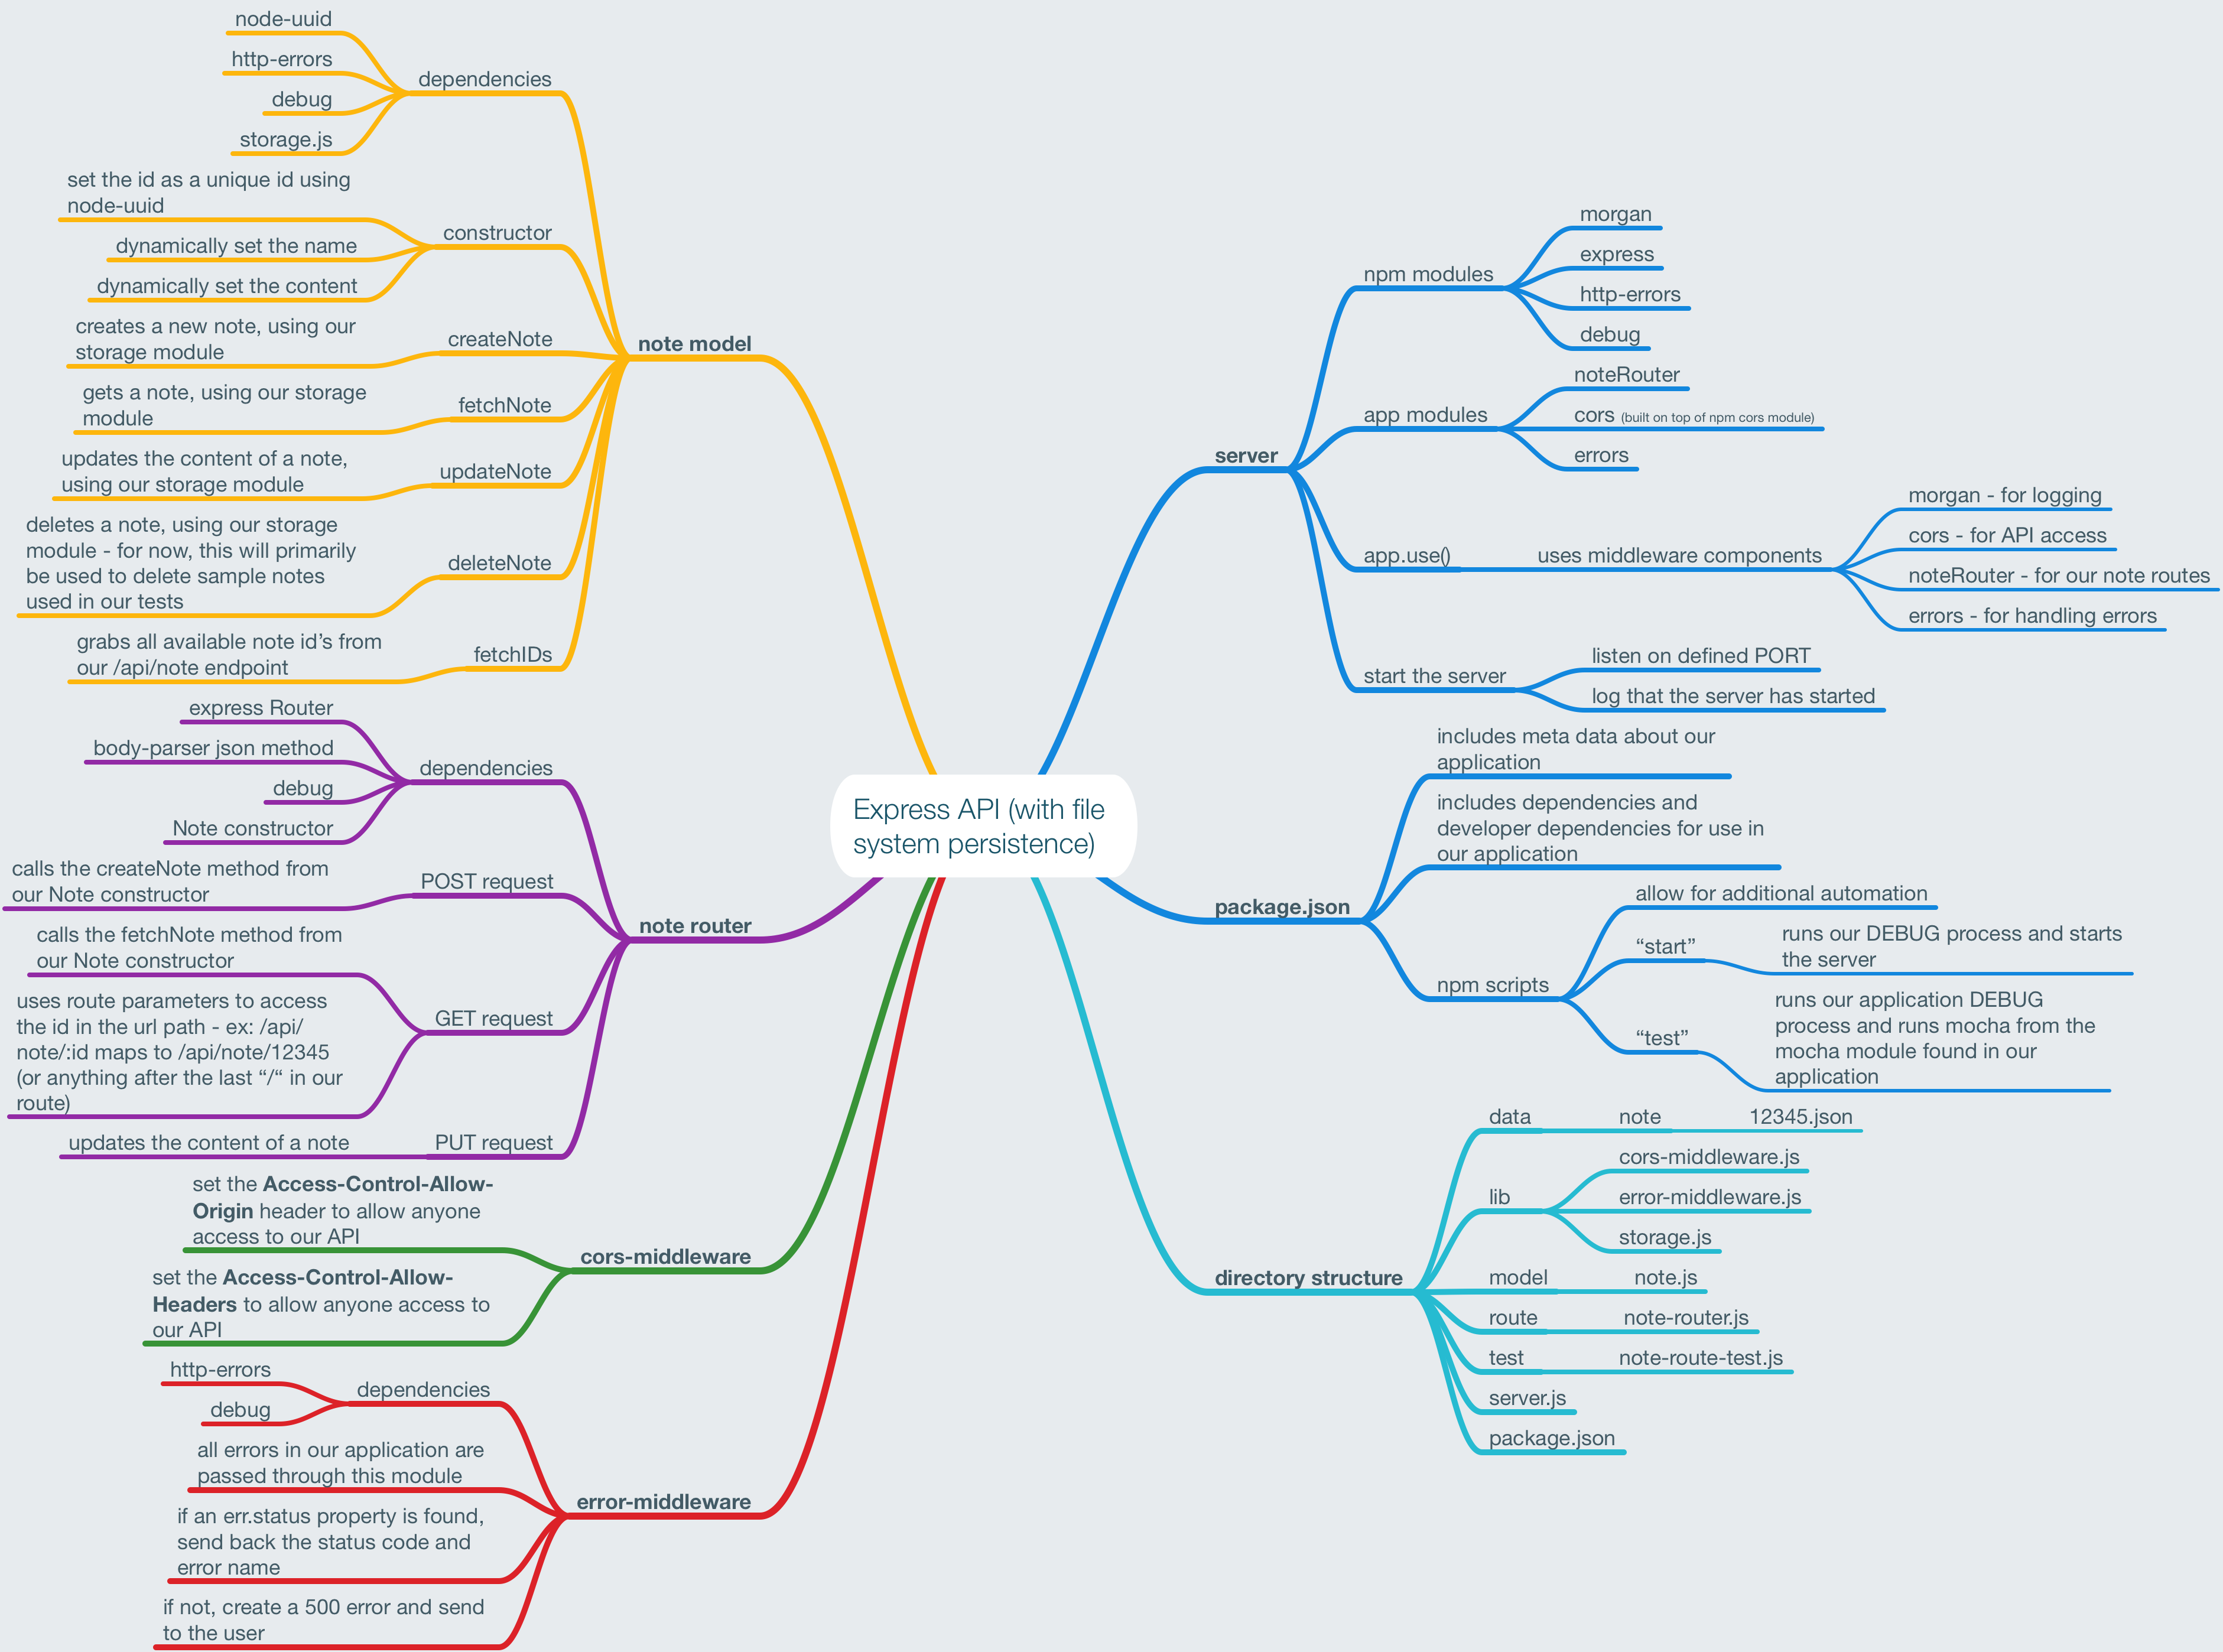 Express API (with file
system persistence)
note model
dependencies
node-uuid
http-errors
debug
storage.js
constructor
set the id as a unique id using
node-uuid
dynamically set the name
dynamically set the content
createNote
creates a new note, using our
storage module
fetchNote
gets a note, using our storage
module
updateNote
updates the content of a note,
using our storage module
deleteNote
deletes a note, using our storage
module - for now, this will primarily
be used to delete sample notes
used in our tests
fetchIDs
grabs all available note id’s from
our /api/note endpoint
note router
dependencies
express Router
body-parser json method
debug
Note constructor
POST request
calls the createNote method from
our Note constructor
GET request
calls the fetchNote method from
our Note constructor
uses route parameters to access
the id in the url path - ex: /api/
note/:id maps to /api/note/12345
(or anything after the last “/“ in our
route)
PUT request
updates the content of a note
cors-middleware
set the Access-Control-Allow-
Origin header to allow anyone
access to our API
set the Access-Control-Allow-
Headers to allow anyone access to
our API
error-middleware
dependencies
http-errors
debug
all errors in our application are
passed through this module
if an err.status property is found,
send back the status code and
error name
if not, create a 500 error and send
to the user
server
npm modules
morgan
express
http-errors
debug
app modules
noteRouter
cors (built on top of npm cors module)
errors
app.use()
uses middleware components
morgan - for logging
cors - for API access
noteRouter - for our note routes
errors - for handling errors
start the server
listen on defined PORT
log that the server has started
package.json
includes meta data about our
application
includes dependencies and
developer dependencies for use in
our application
npm scripts
allow for additional automation
“start”
runs our DEBUG process and starts
the server
“test”
runs our application DEBUG
process and runs mocha from the
mocha module found in our
application
directory structure
data
note
12345.json
lib
cors-middleware.js
error-middleware.js
storage.js
model
note.js
route
note-router.js
test
note-route-test.js
server.js
package.json